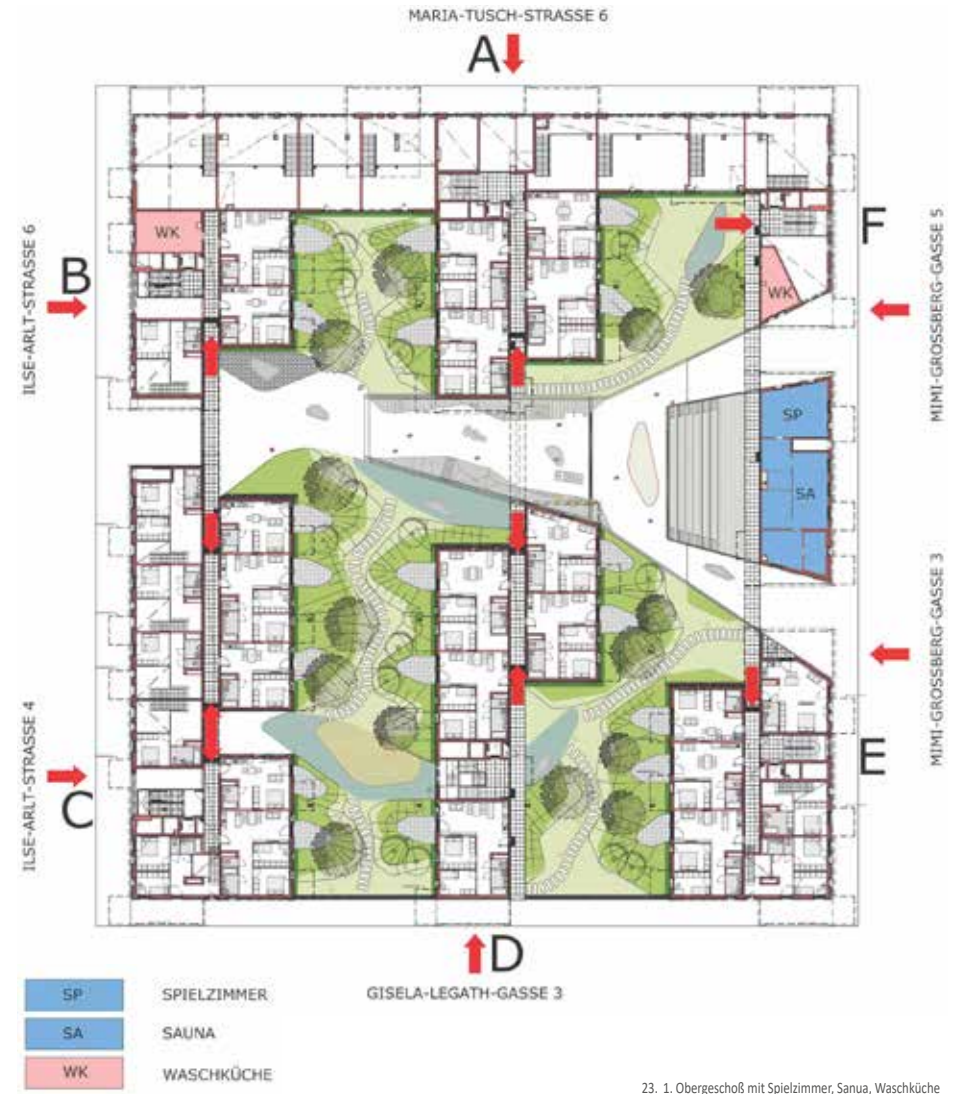 MARIA-TUSCH-STRASSE 6
A
F
WK
B
WK
ILSE-ARLT-STRASSE 6
MIMI-GROSSBERG-GASSE 5
SP
SA
MIMI-GROSSBERG-GASSE 3
ILSE-ARLT-STRASSE 4
E
C
D
GISELA-LEGATH-GASSE 3
SP SPIELZIMMER
SA SAUNA
WK WASCHKÜCHE
23. 1. Obergeschoß mit Spielzimmer, Sanua, Waschküche